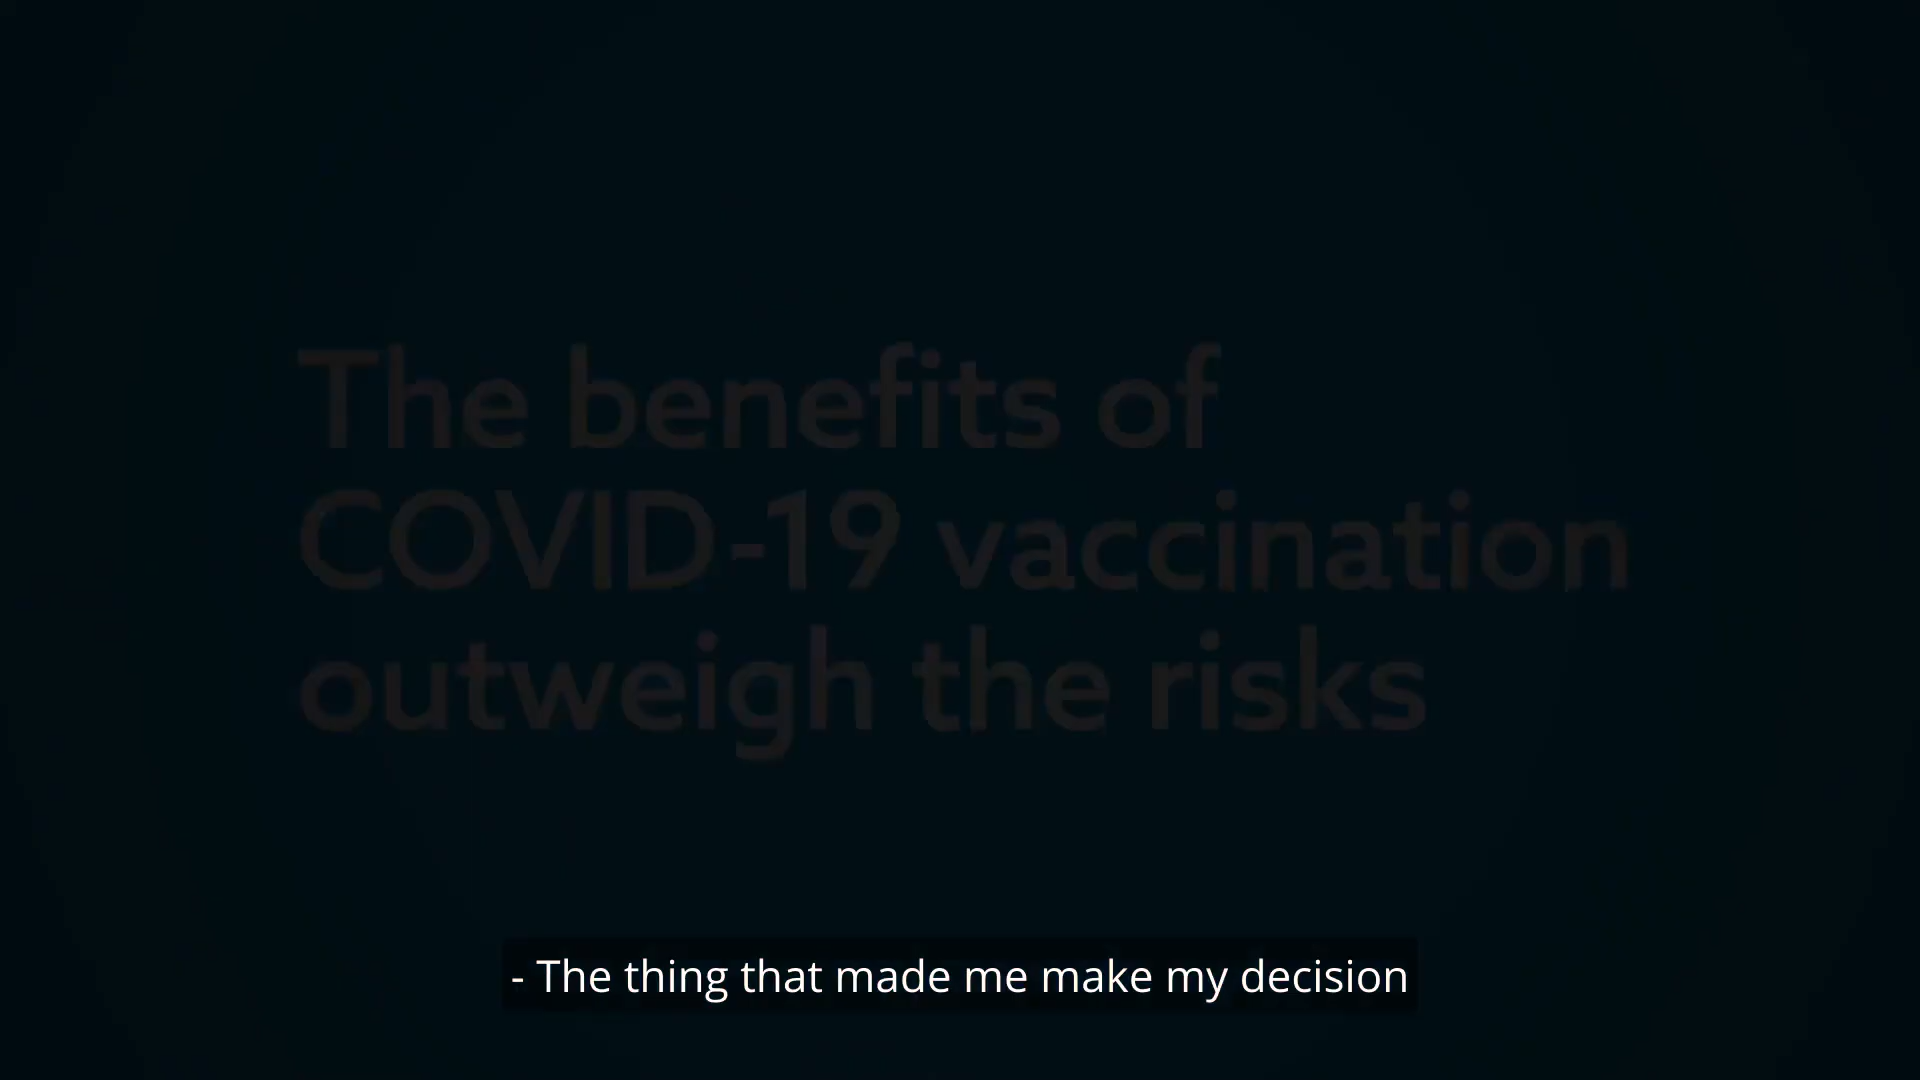 The benefits of
COVID-19 vaccination
outweigh the risks
- The thing that made me make my decision